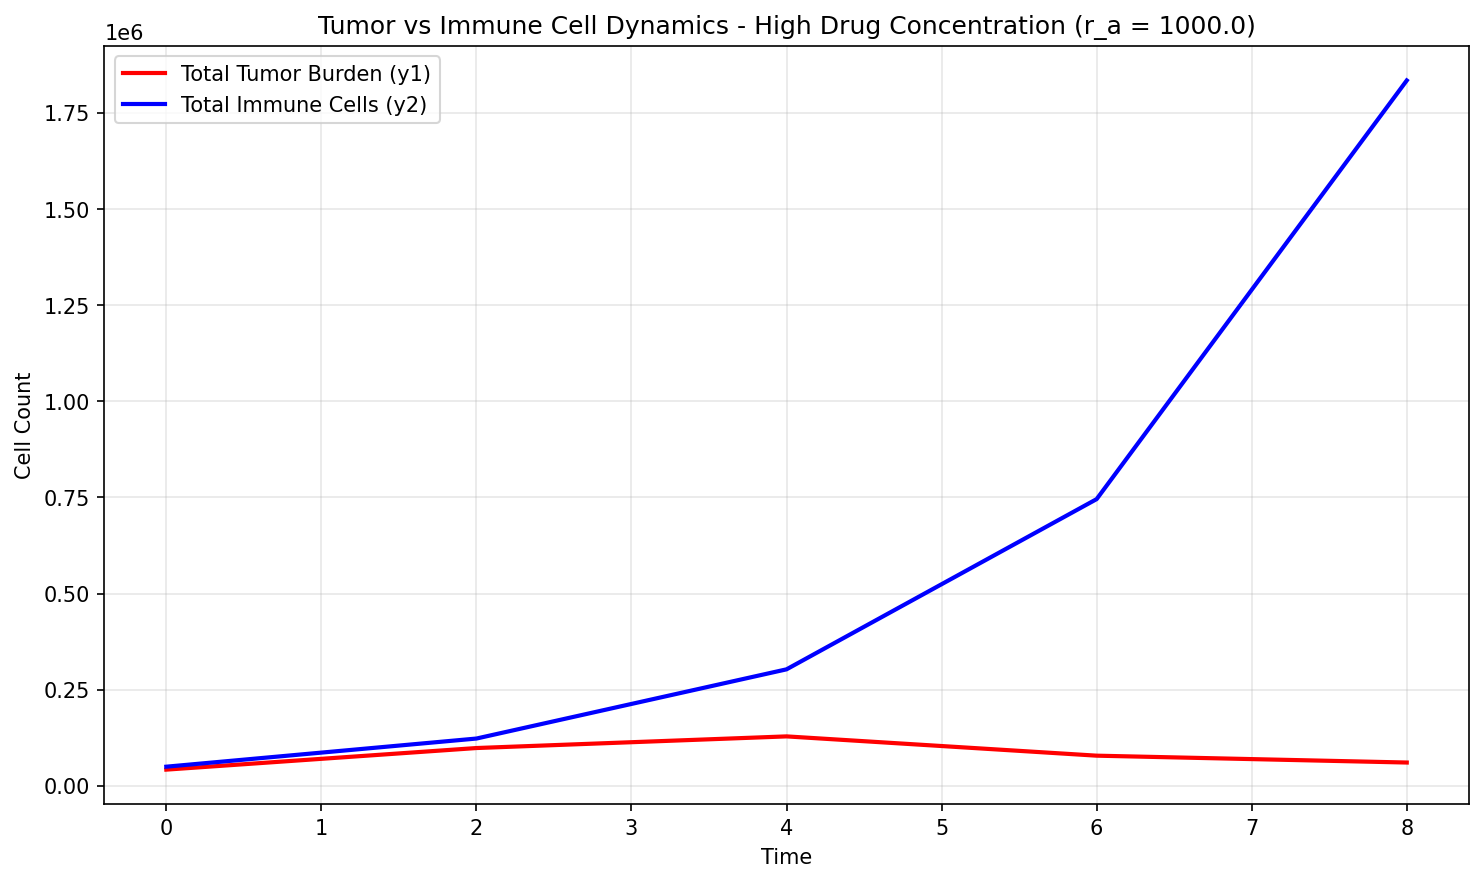 Tumor vs Immune Cell Dynamics - High Drug Concentration (r_a = 1000.0)
1e6
Total Tumor Burden (y1)
Total Immune Cells (y2)
1.75
1.50
1.25
1.00
0.75
0.50
0.25
0.00
Cell Count
0 1 2 3 4 5 6 7 8
Time